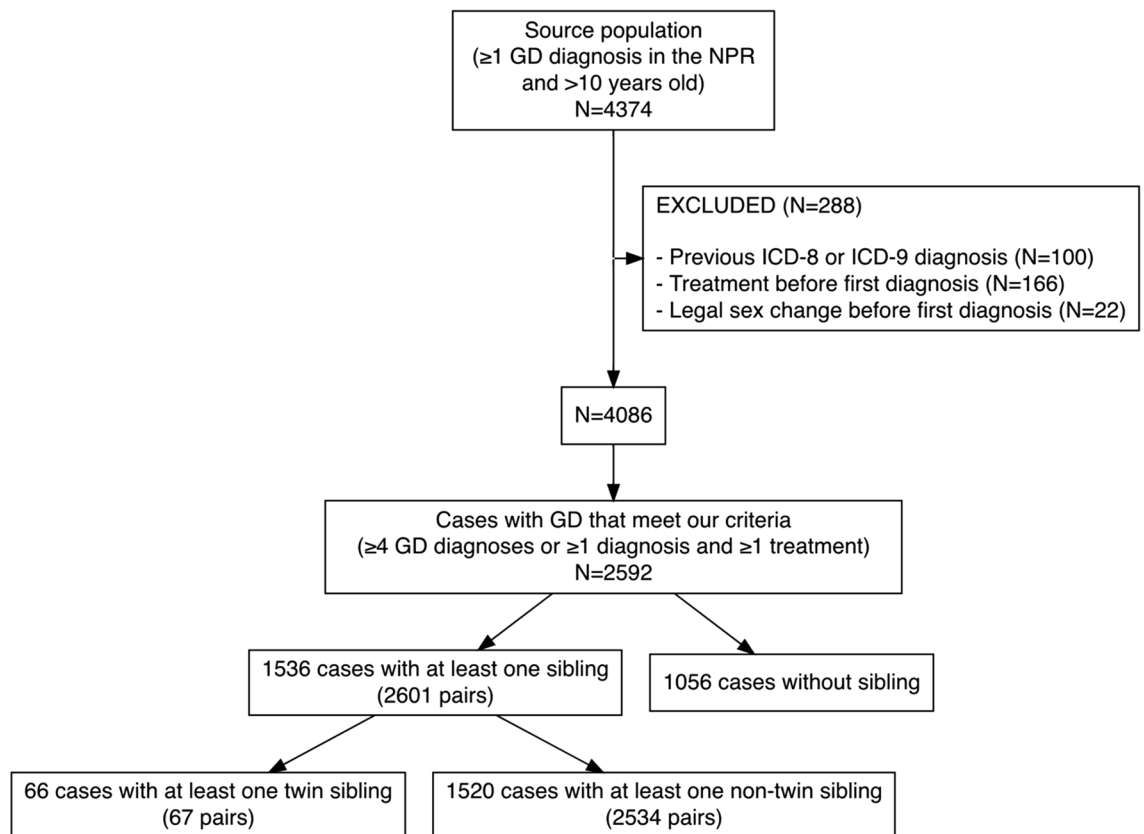 Source population
(≥1 GD diagnosis in the NPR
and >10 years old)
N=4374
EXCLUDED (N=288)
- Previous ICD-8 or ICD-9 diagnosis (N=100)
- Treatment before first diagnosis (N=166)
- Legal sex change before first diagnosis (N=22)
N=4086
Cases with GD that meet our criteria
(≥4 GD diagnoses or ≥1 diagnosis and ≥1 treatment)
N=2592
1536 cases with at least one sibling
(2601 pairs)
1056 cases without sibling
66 cases with at least one twin sibling
(67 pairs)
1520 cases with at least one non-twin sibling
(2534 pairs)